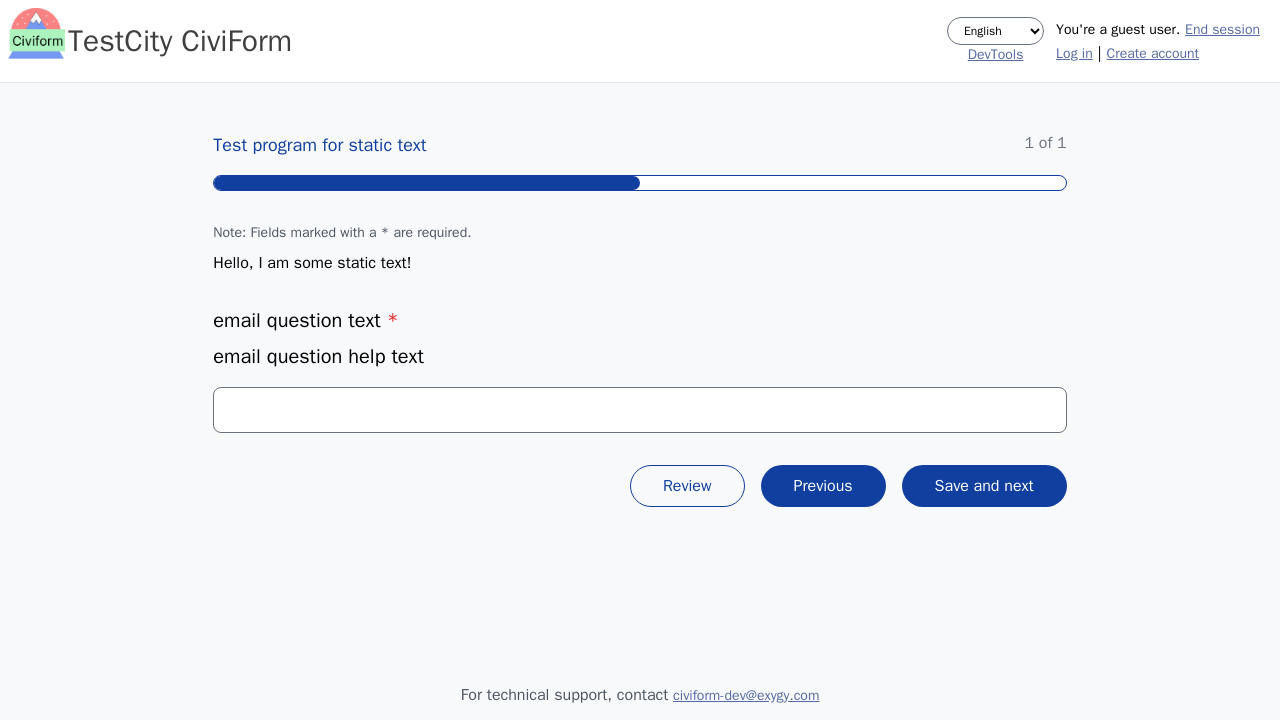 Civiform
TestCity CiviForm
English
DevTools
You're a guest user. End session
Log in | Create account
Test program for static text
1 of 1
Note: Fields marked with a * are required.
Hello, I am some static text!
email question text *
email question help text
Review
Previous
Save and next
For technical support, contact civiform-dev@exygy.com